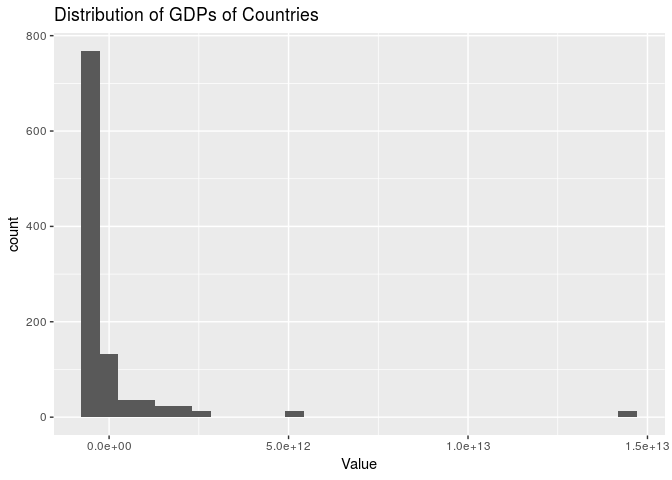 Distribution of GDPs of Countries
800
600
400
200
0
count
0.0e+00 5.0e+12 1.0e+13 1.5e+13
Value